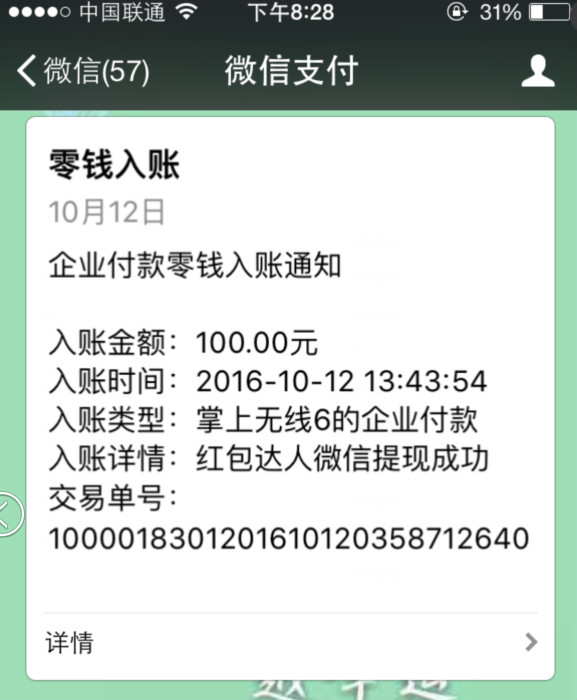 中国联通 下午8:28 31%
微信(57) 微信支付
零钱入账
10月12日
企业付款零钱入账通知
入账金额：100.00元
入账时间：2016-10-12 13:43:54
入账类型：掌上无线6的企业付款
入账详情：红包达人微信提现成功
交易单号：
1000018301201610120358712640
详情